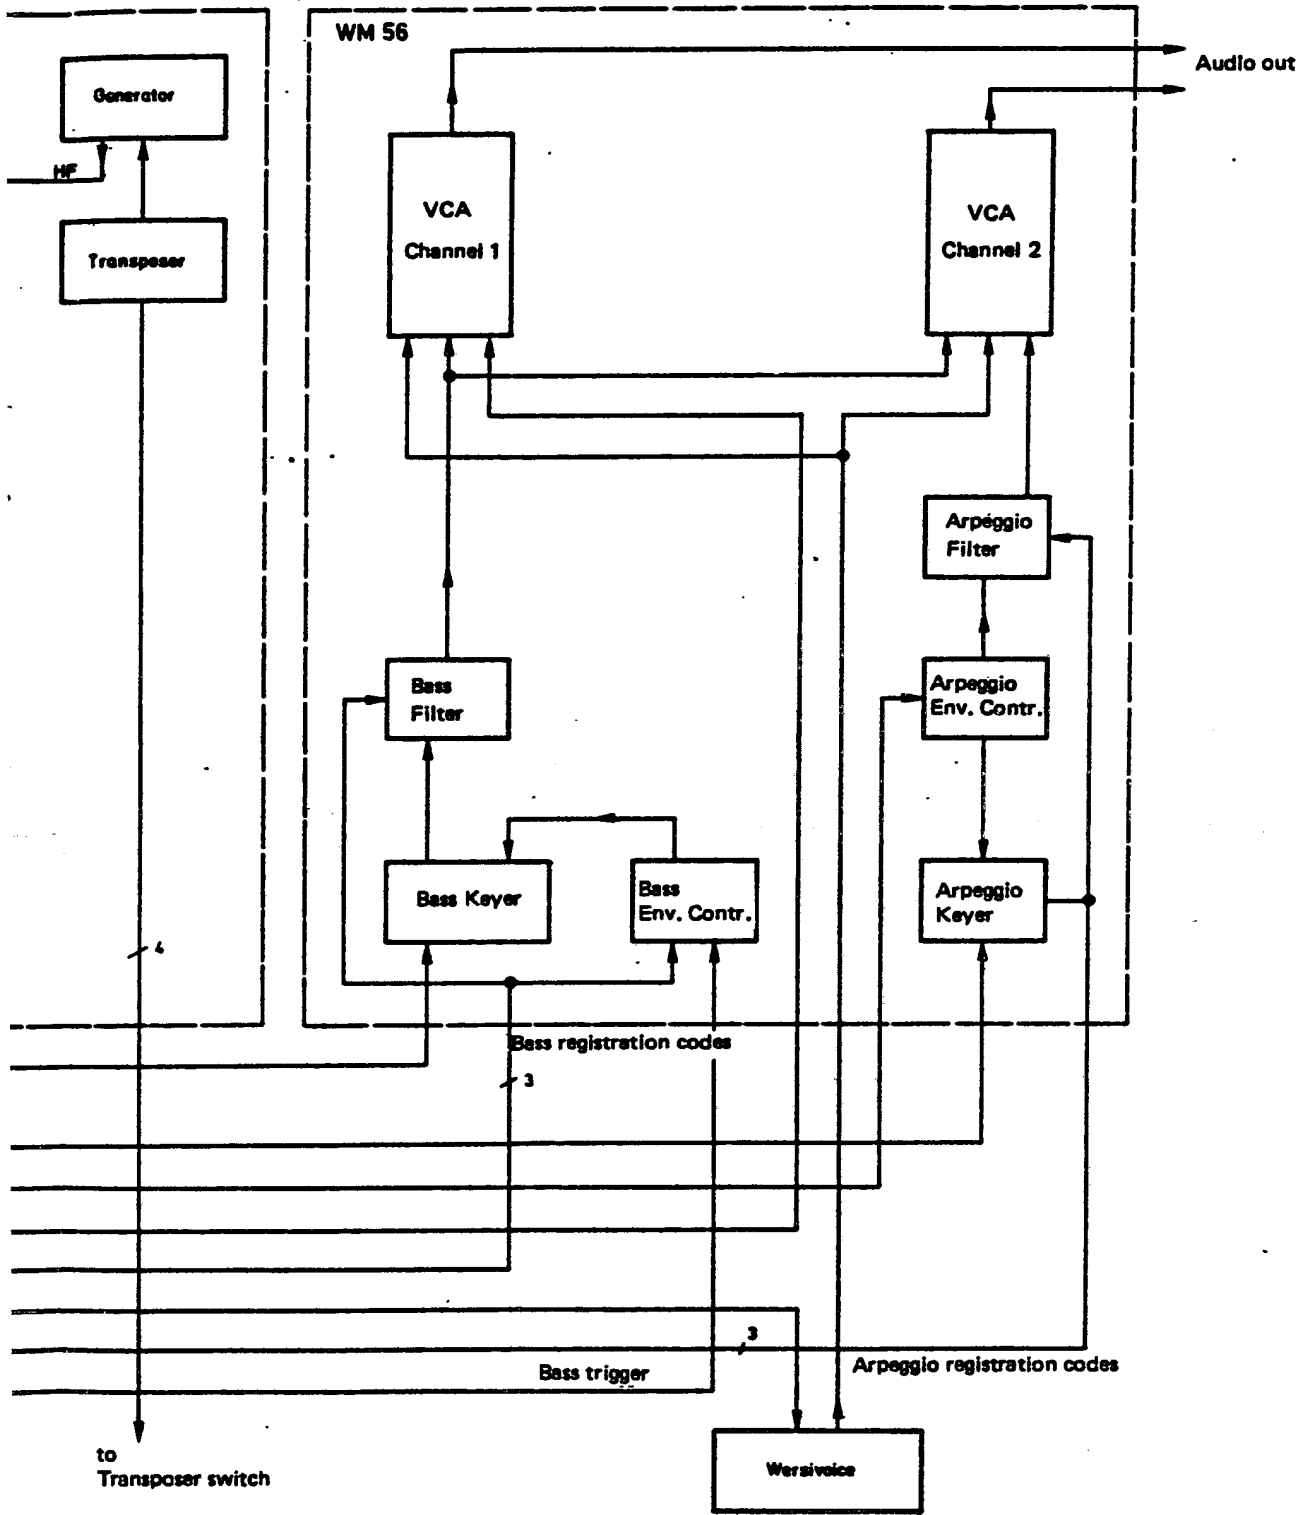 WM 56
Audio out
Generator
HF
VCA
Channel 1
VCA
Channel 2
Transposer
Arpeggio
Filter
Bass
Filter
Arpeggio
Env. Contr.
Bass Keyer
Bass
Env. Contr.
Arpeggio
Keyer
4
Bass registration codes
3
3
Bass trigger
Arpeggio registration codes
to
Transposer switch
Wersivoice